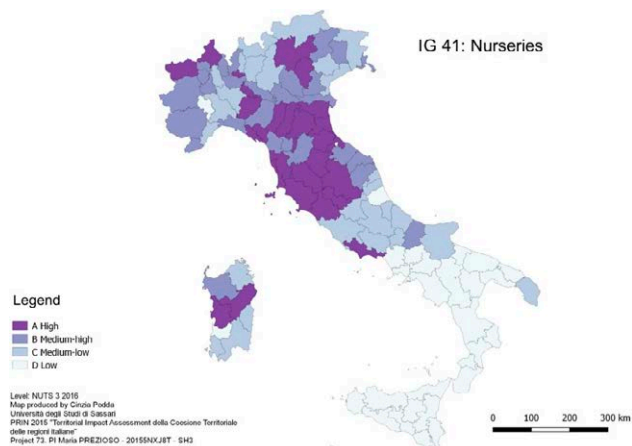 IG 41: Nurseries
Legend
A High
B Medium-high
C Medium-low
D Low
Level: NUTS 3 2016
Map produced by Cinzia Podda
Università degli Studi di Sassari
PRIN 2015 "Territorial Impact Assessment della Coesione Territoriale
delle regioni italiane"
Project 73. PI Maria PREZIOSO - 20155NXJ8T - SH3
0 100 200 300 km